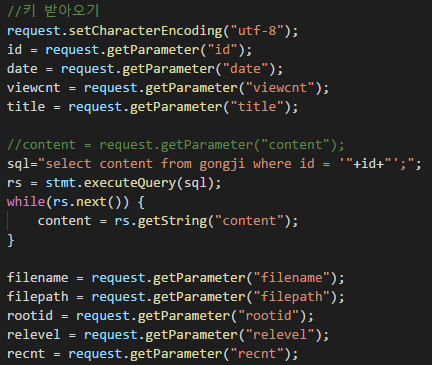 //키 받아오기
request.setCharacterEncoding("utf-8");
id = request.getParameter("id");
date = request.getParameter("date");
viewcnt = request.getParameter("viewcnt");
title = request.getParameter("title");
//content = request.getParameter("content");
sql="select content from gongji where id = '"+id+"';";
rs = stmt.executeQuery(sql);
while(rs.next()) {
content = rs.getString("content");
}
filename = request.getParameter("filename");
filepath = request.getParameter("filepath");
rootid = request.getParameter("rootid");
relevel = request.getParameter("relevel");
recnt = request.getParameter("recnt");